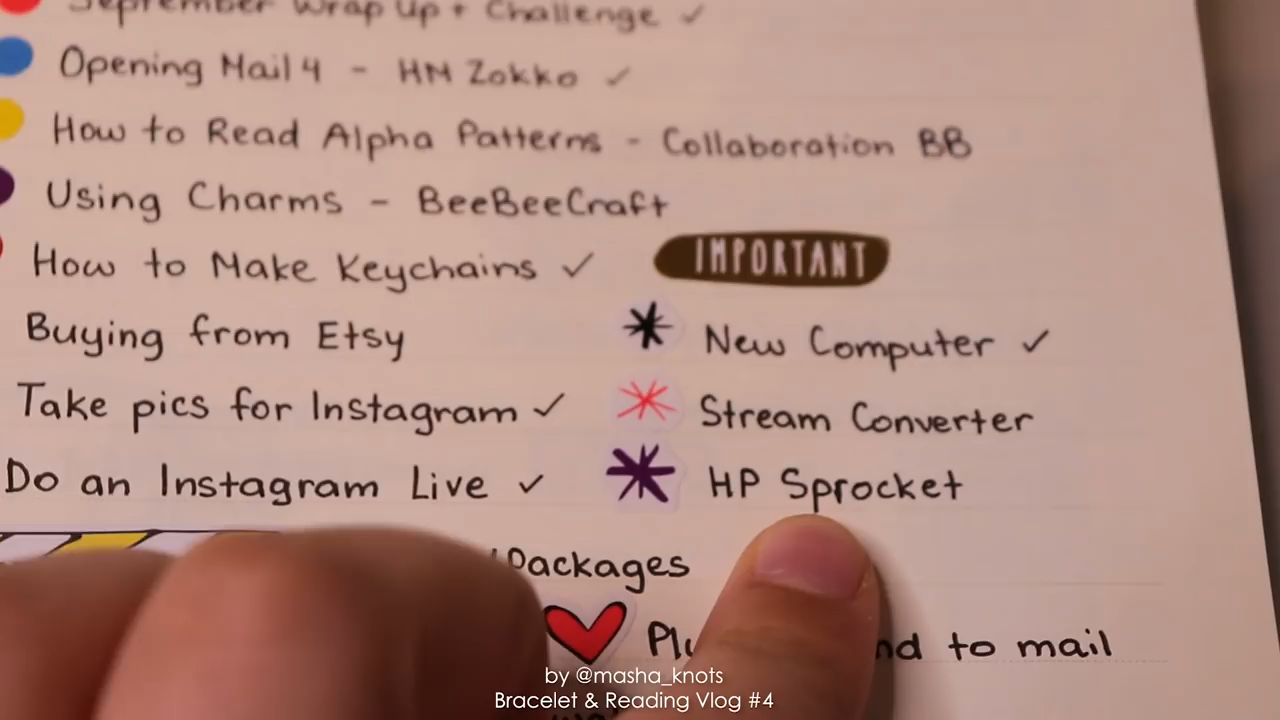 September Wrap Up + Challenge ✓
Opening Mail 4 - HM Zokko ✓
How to Read Alpha Patterns - Collaboration BB
Using Charms - BeeBeeCraft
How to Make Keychains ✓
Buying from Etsy
Take pics for Instagram ✓
Do an Instagram Live ✓
IMPORTANT
New Computer ✓
Stream Converter
HP Sprocket
Packages
to mail
by @masha_knots
Bracelet & Reading Vlog #4